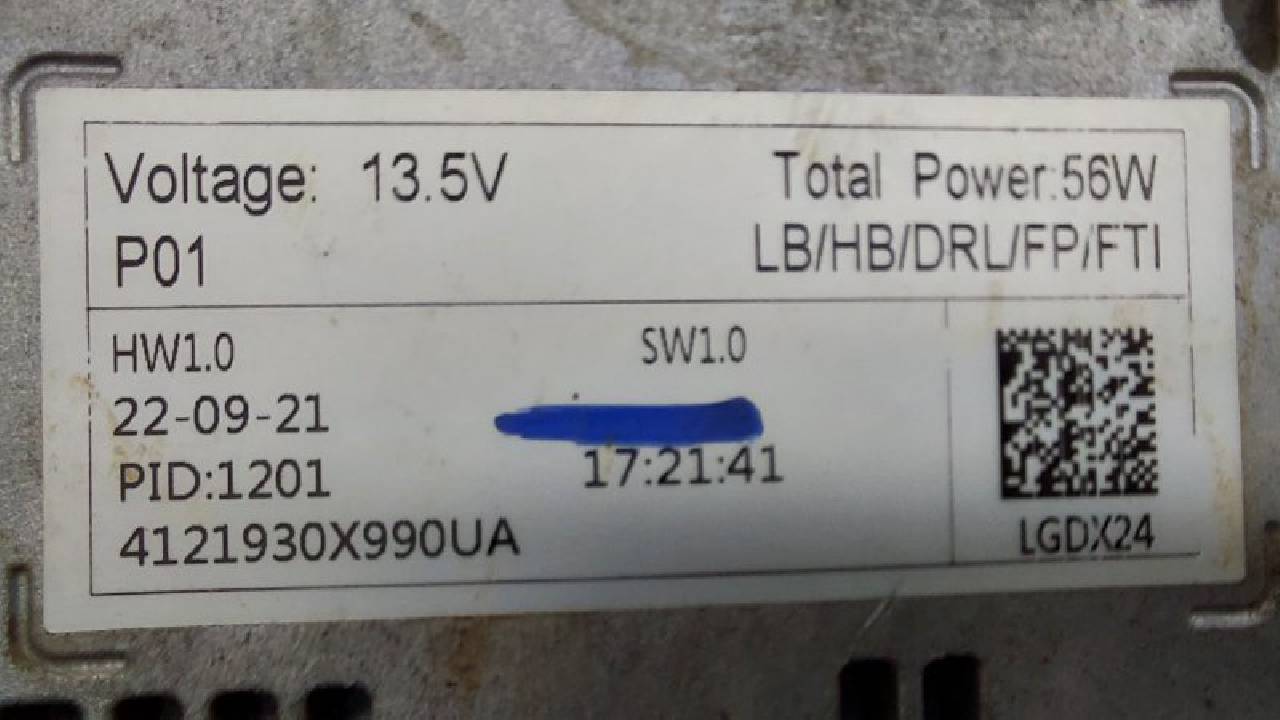 Voltage: 13.5V
Total Power:56W
P01
LB/HB/DRL/FP/FTI
HW1.0
SW1.0
22-09-21
PID:1201
17:21:41
4121930X990UA
LGDX24